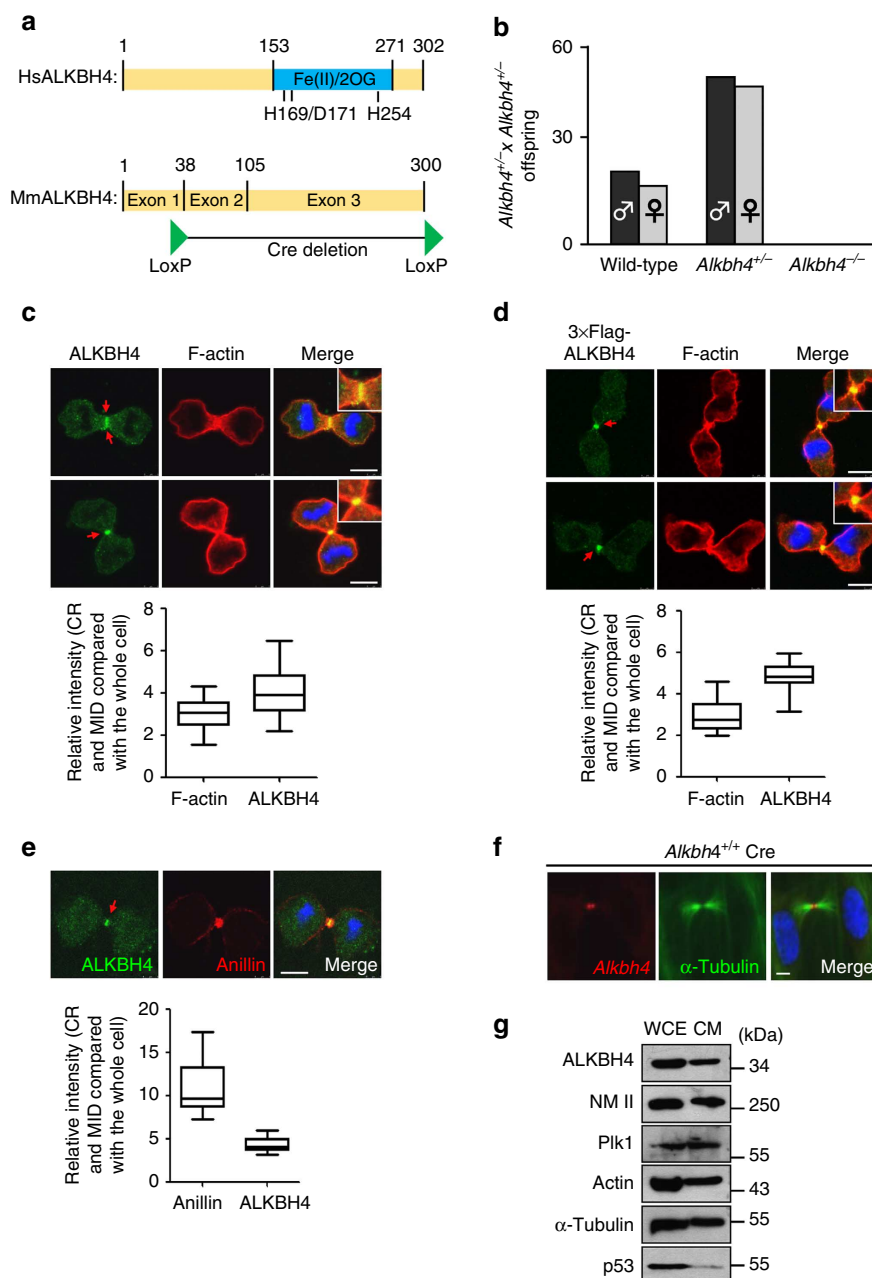 a
1 153 271 302
HsALKBH4: Fe(II)/2OG
H169/D171 H254
1 38 105 300
MmALKBH4: Exon 1 Exon 2 Exon 3
Cre deletion
LoxP LoxP
b
Alkbh4+/– x Alkbh4+/–
offspring
60
30
0
♂ ♀ ♂ ♀
Wild-type Alkbh4+/– Alkbh4–/–
c
ALKBH4 F-actin Merge
Relative intensity (CR
and MID compared
with the whole cell)
8
6
4
2
0
F-actin ALKBH4
d
3×Flag-
ALKBH4 F-actin Merge
Relative intensity (CR
and MID compared
with the whole cell)
8
6
4
2
0
F-actin ALKBH4
e
ALKBH4 Anillin Merge
Relative intensity (CR
and MID compared
with the whole cell)
20
15
10
5
0
Anillin ALKBH4
f
Alkbh4+/+ Cre
Alkbh4 α-Tubulin Merge
g
WCE CM (kDa)
ALKBH4 34
NM II 250
Plk1 55
Actin 43
α-Tubulin 55
p53 55